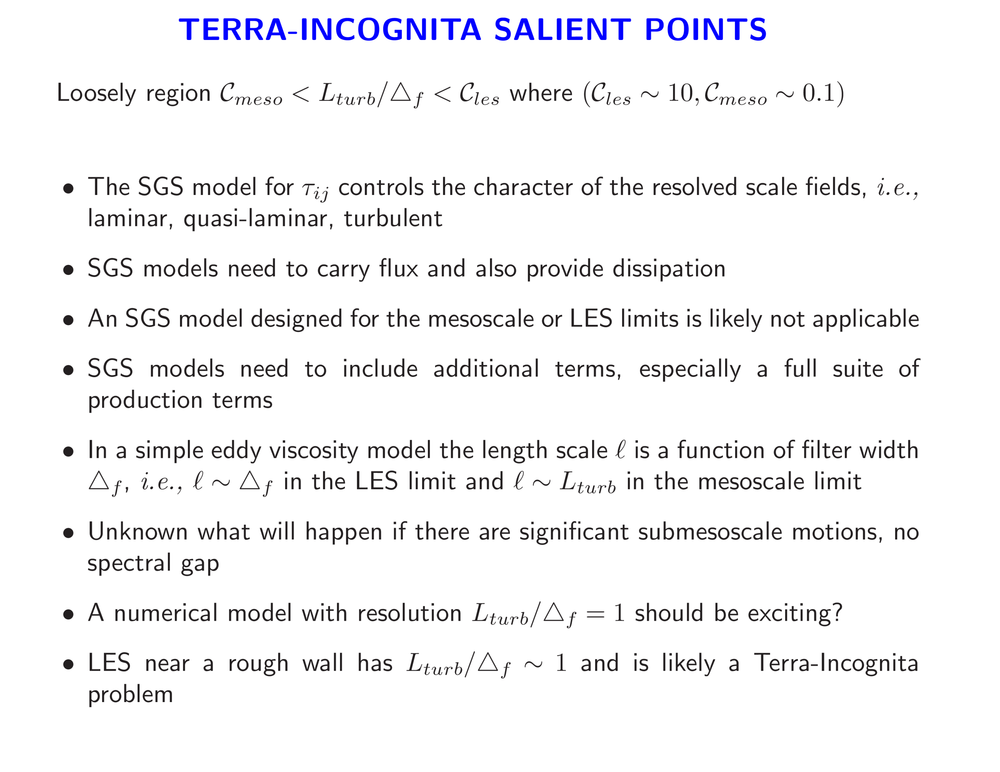 TERRA-INCOGNITA SALIENT POINTS
Loosely region $\mathcal{C}_{meso} < L_{turb}/\triangle_f < \mathcal{C}_{les}$ where $(\mathcal{C}_{les} \sim 10, \mathcal{C}_{meso} \sim 0.1)$
• The SGS model for $\tau_{ij}$ controls the character of the resolved scale fields, i.e.,
laminar, quasi-laminar, turbulent
• SGS models need to carry flux and also provide dissipation
• An SGS model designed for the mesoscale or LES limits is likely not applicable
• SGS models need to include additional terms, especially a full suite of
production terms
• In a simple eddy viscosity model the length scale $\ell$ is a function of filter width
$\triangle_f$, i.e., $\ell \sim \triangle_f$ in the LES limit and $\ell \sim L_{turb}$ in the mesoscale limit
• Unknown what will happen if there are significant submesoscale motions, no
spectral gap
• A numerical model with resolution $L_{turb}/\triangle_f = 1$ should be exciting?
• LES near a rough wall has $L_{turb}/\triangle_f \sim 1$ and is likely a Terra-Incognita
problem